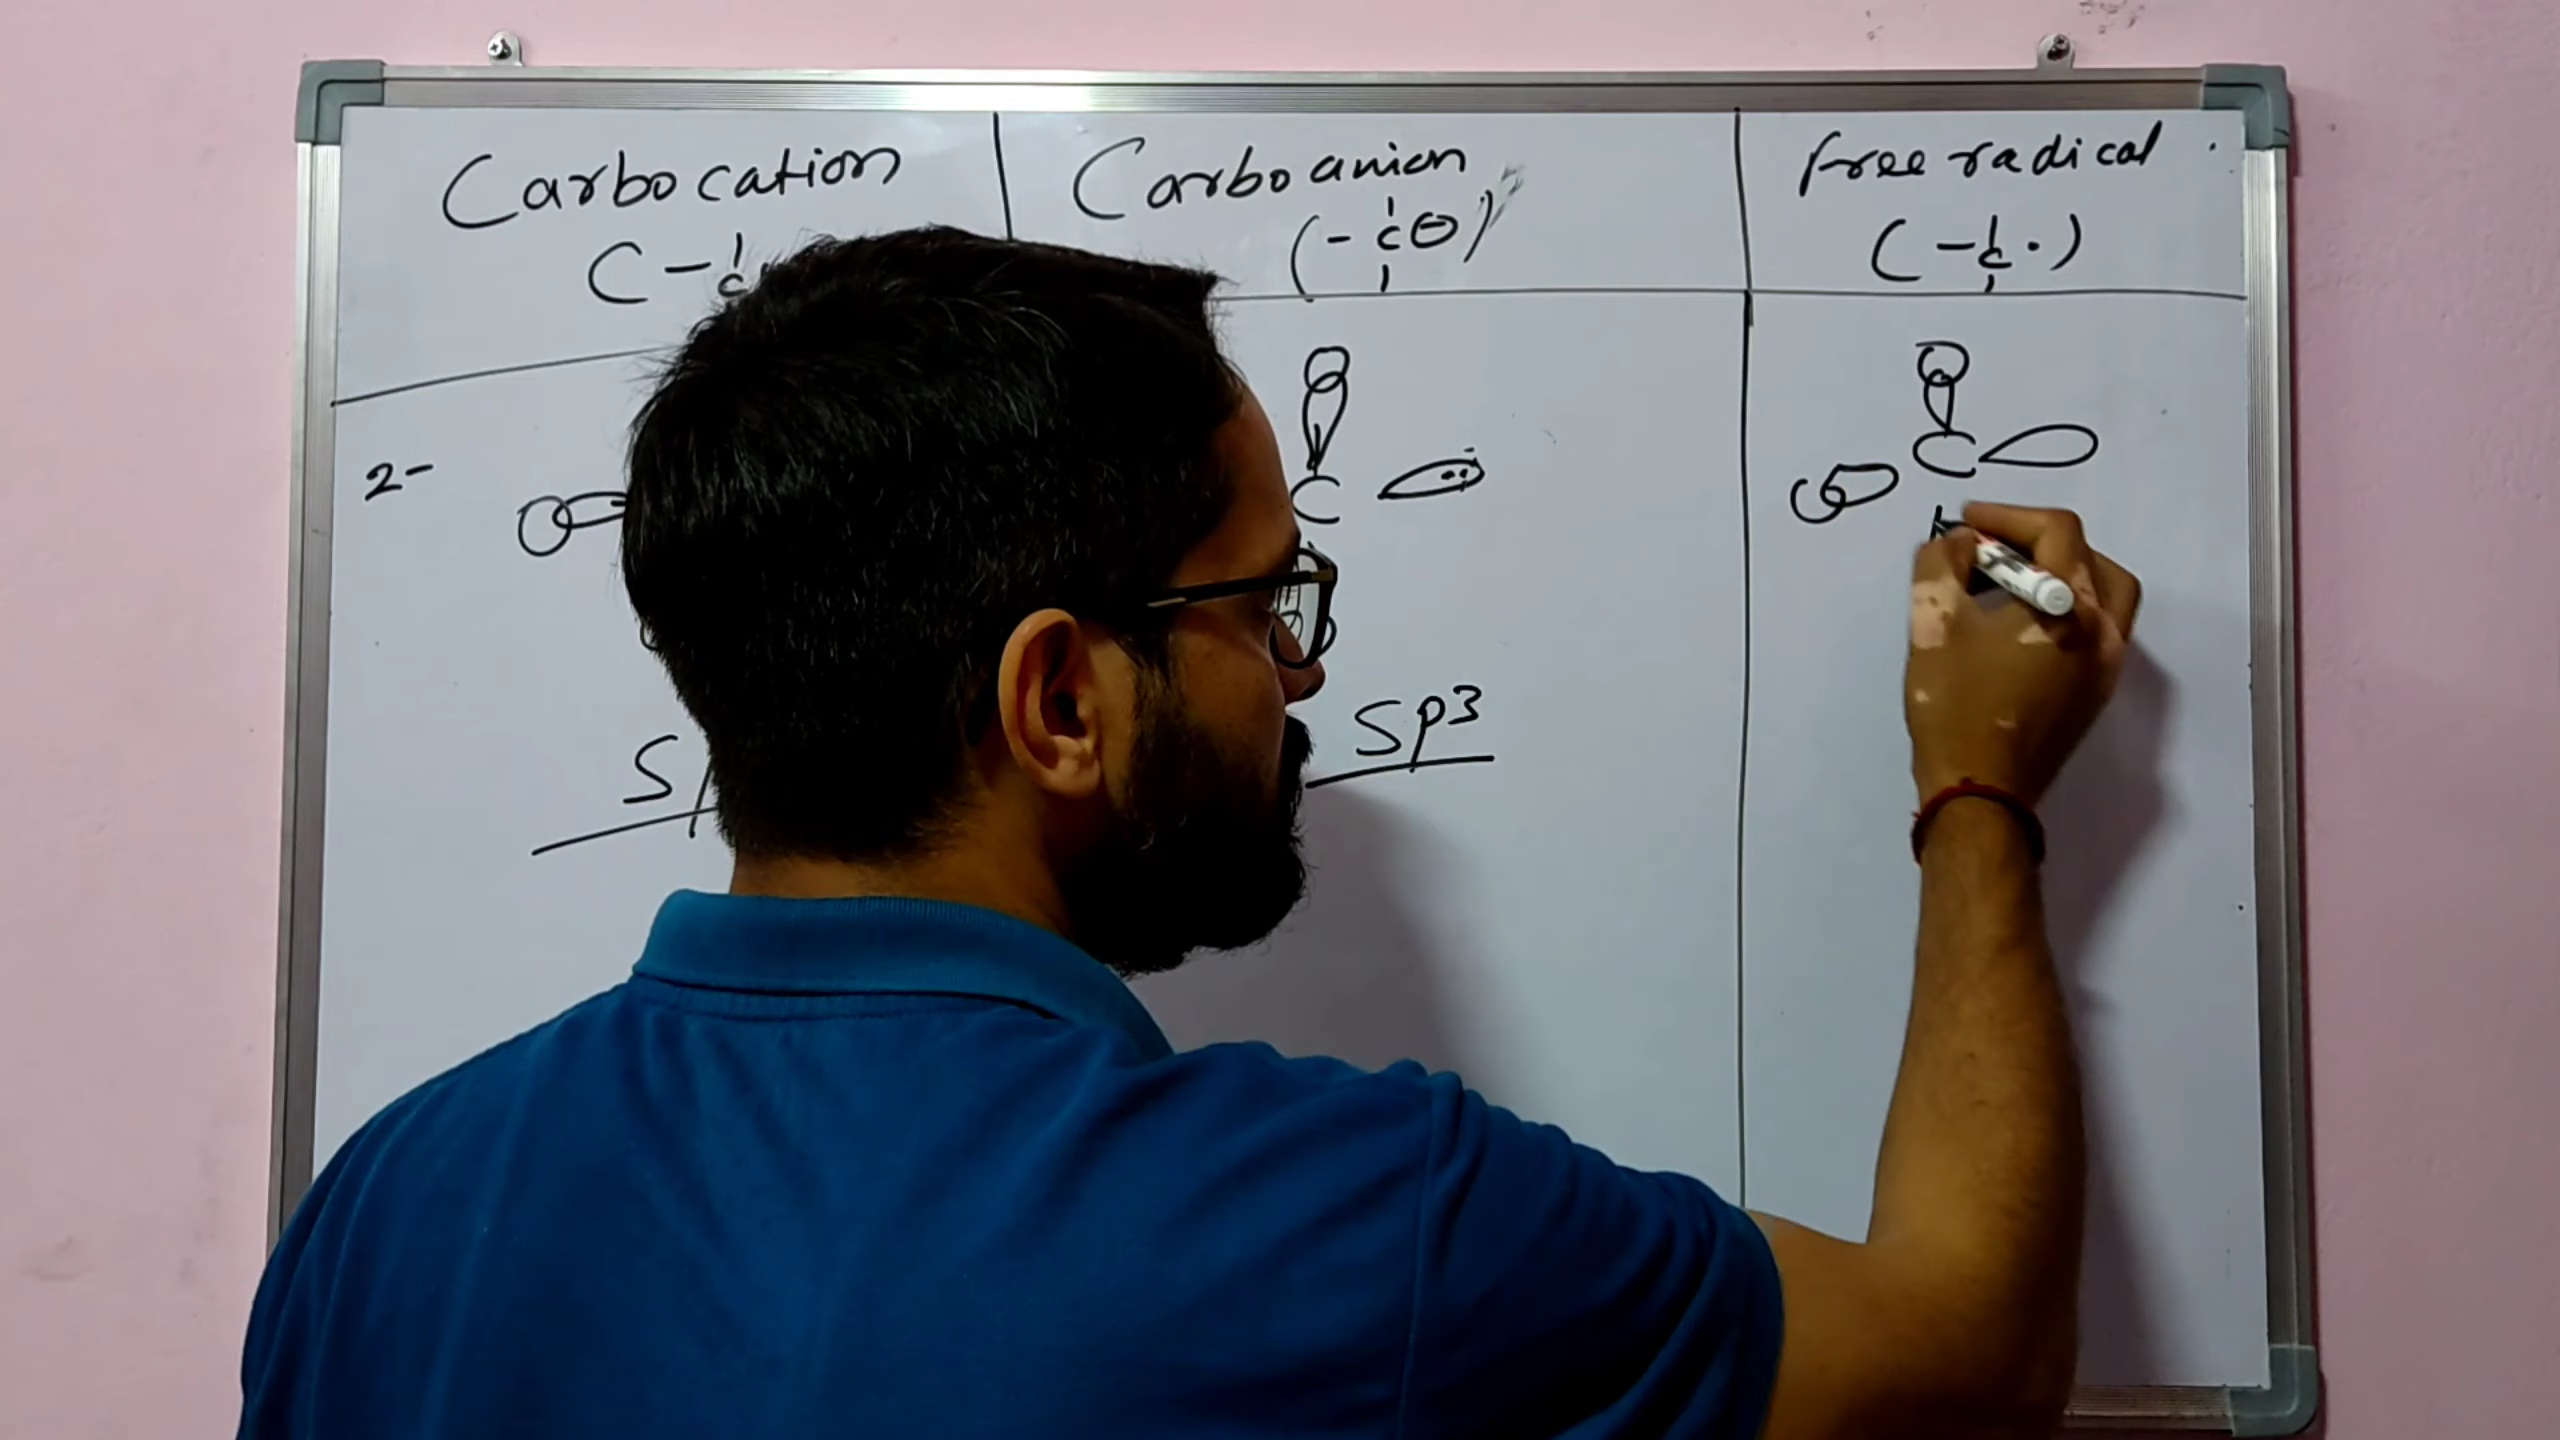 Carbocation
Carboanion
free radical
(-C
(-C⊖)
(-C·)
2-
C
C
S
SP3